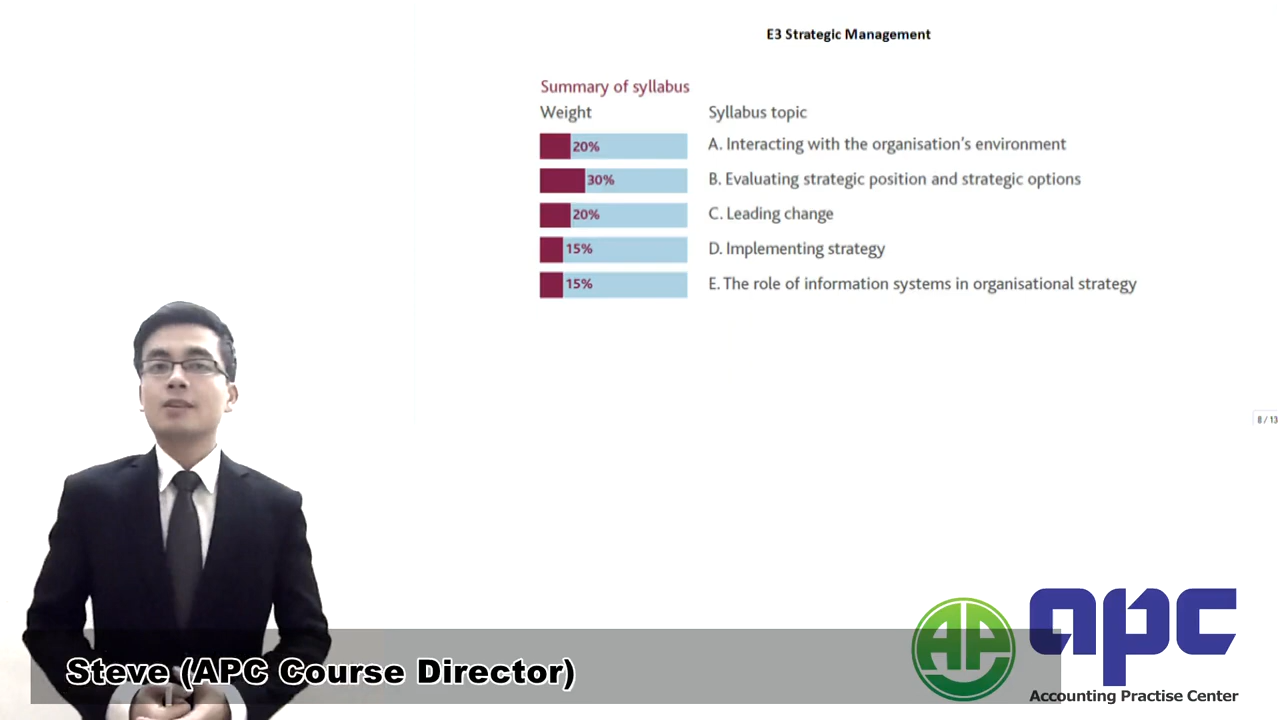 E3 Strategic Management
Summary of syllabus
Weight Syllabus topic
20% A. Interacting with the organisation's environment
30% B. Evaluating strategic position and strategic options
20% C. Leading change
15% D. Implementing strategy
15% E. The role of information systems in organisational strategy
8 / 13
Steve (APC Course Director)
AP
apc
Accounting Practise Center